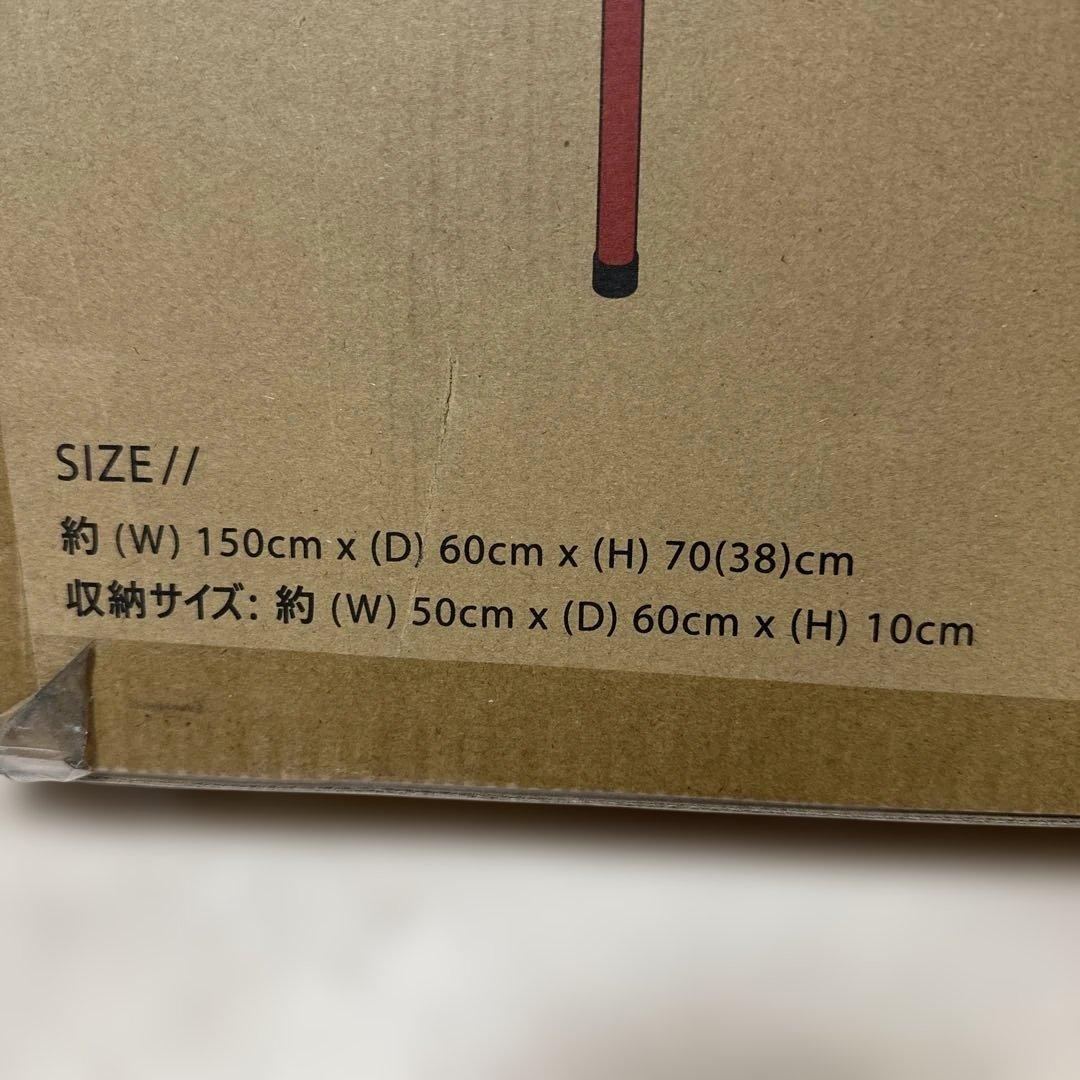 SIZE//
約 (W) 150cm x (D) 60cm x (H) 70(38)cm
収納サイズ: 約 (W) 50cm x (D) 60cm x (H) 10cm